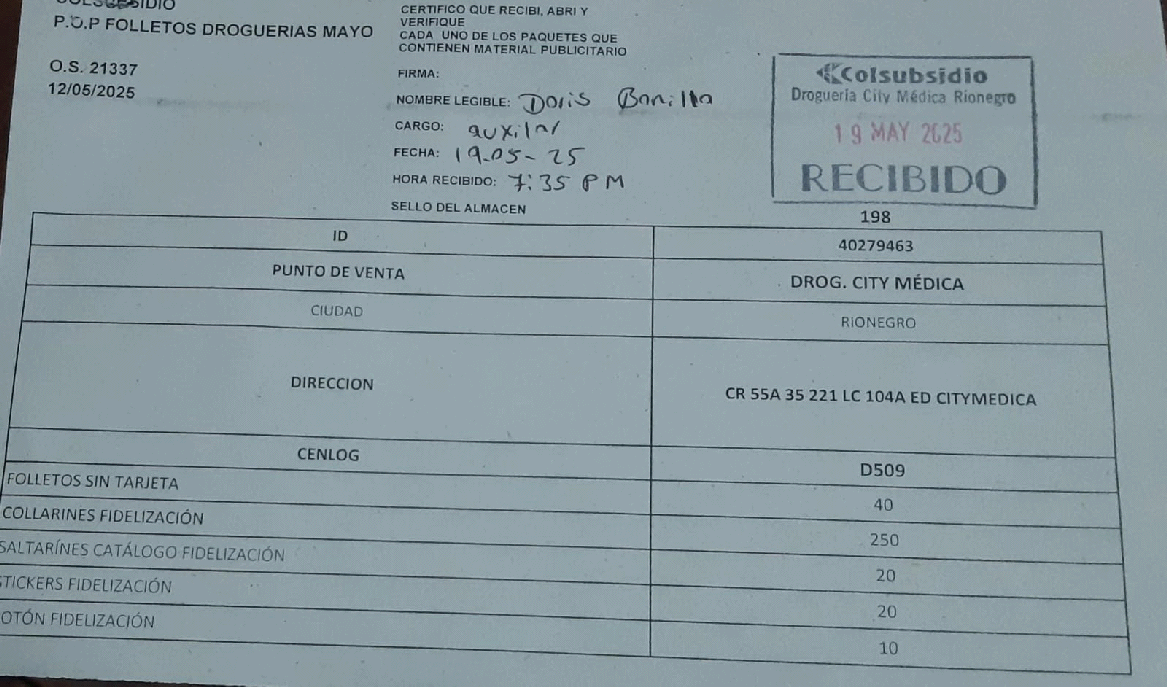 COLSUBSIDIO
P.O.P FOLLETOS DROGUERIAS MAYO
O.S. 21337
12/05/2025
CERTIFICO QUE RECIBI, ABRI Y
VERIFIQUE
CADA UNO DE LOS PAQUETES QUE
CONTIENEN MATERIAL PUBLICITARIO
FIRMA:
NOMBRE LEGIBLE: Doris Bonilla
CARGO: auxiliar
FECHA: 19-05-25
HORA RECIBIDO: 7:35 PM
SELLO DEL ALMACEN
Colsubsidio
Droguería City Médica Rionegro
19 MAY 2025
RECIBIDO
198
ID 40279463
PUNTO DE VENTA DROG. CITY MÉDICA
CIUDAD RIONEGRO
DIRECCION CR 55A 35 221 LC 104A ED CITYMEDICA
CENLOG D509
FOLLETOS SIN TARJETA 40
COLLARINES FIDELIZACIÓN 250
SALTARÍNES CATÁLOGO FIDELIZACIÓN 20
STICKERS FIDELIZACIÓN 20
OTÓN FIDELIZACIÓN 10